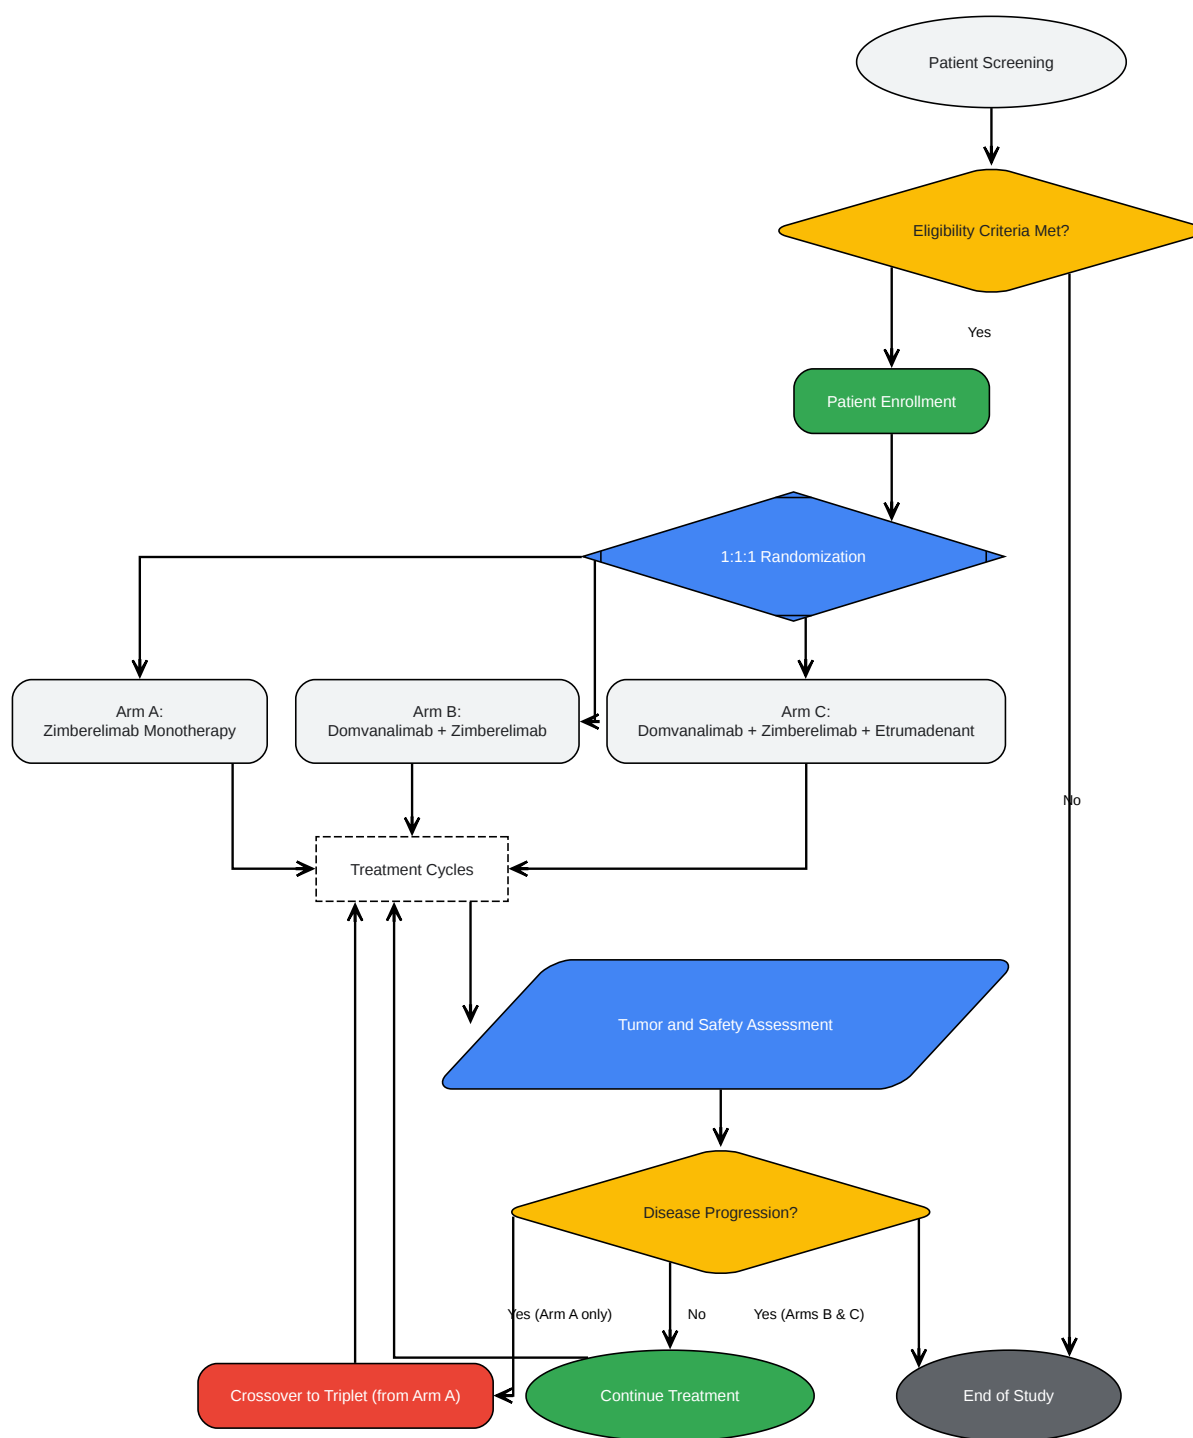 Patient Screening
Eligibility Criteria Met?
Yes
Patient Enrollment
1:1:1 Randomization
Arm A:
Zimberelimab Monotherapy
Arm B:
Domvanalimab + Zimberelimab
Arm C:
Domvanalimab + Zimberelimab + Etrumadenant
No
Treatment Cycles
Tumor and Safety Assessment
Disease Progression?
Yes (Arm A only)
No
Yes (Arms B & C)
Crossover to Triplet (from Arm A)
Continue Treatment
End of Study